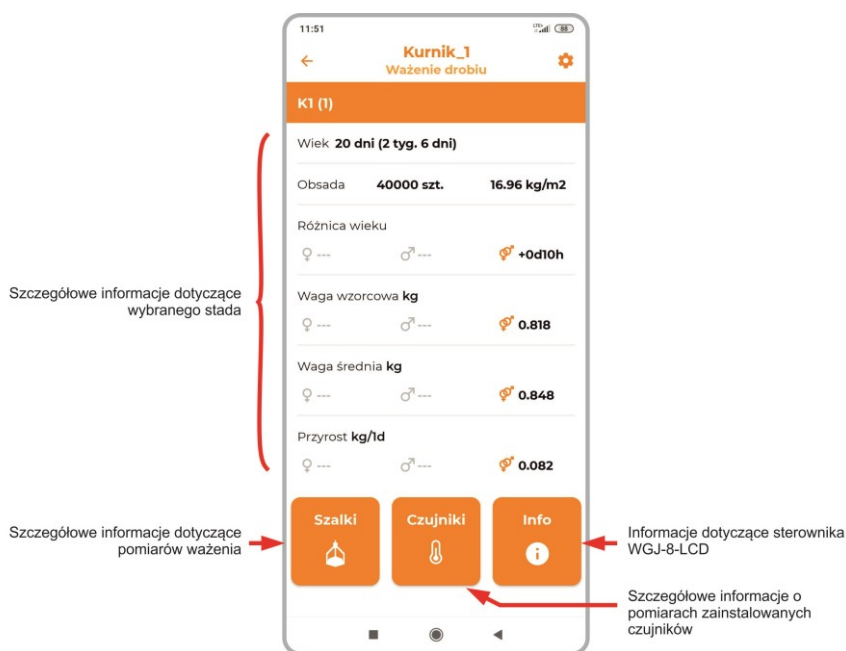 11:51
LTE+ 88
Kurnik_1
Ważenie drobiu
K1 (1)
Wiek 20 dni (2 tyg. 6 dni)
Obsada 40000 szt. 16.96 kg/m2
Różnica wieku
♀ --- ♂ --- ⚤ +0d10h
Waga wzorcowa kg
♀ --- ♂ --- ⚤ 0.818
Waga średnia kg
♀ --- ♂ --- ⚤ 0.848
Przyrost kg/1d
♀ --- ♂ --- ⚤ 0.082
Szalki Czujniki Info
Szczegółowe informacje dotyczące
wybranego stada
Szczegółowe informacje dotyczące
pomiarów ważenia
Informacje dotyczące sterownika
WGJ-8-LCD
Szczegółowe informacje o
pomiarach zainstalowanych
czujników